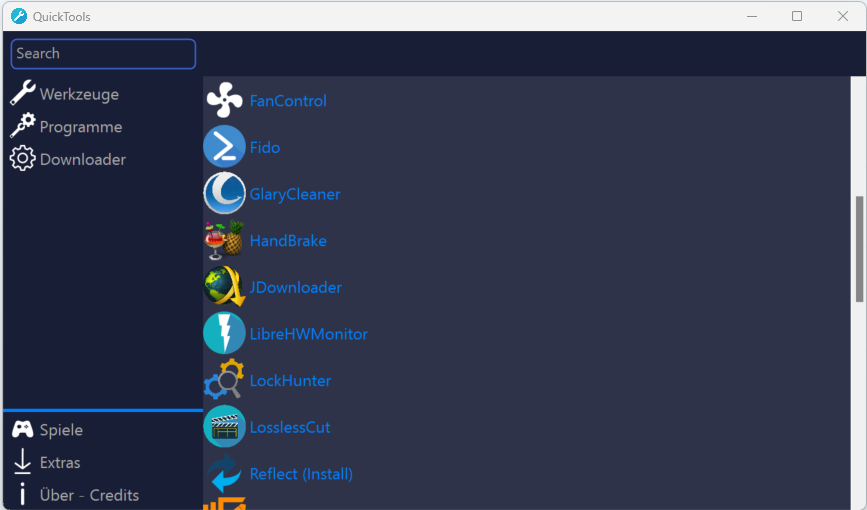 QuickTools
Search
Werkzeuge
Programme
Downloader
Spiele
Extras
Über - Credits
FanControl
Fido
GlaryCleaner
HandBrake
JDownloader
LibreHWMonitor
LockHunter
LosslessCut
Reflect (Install)